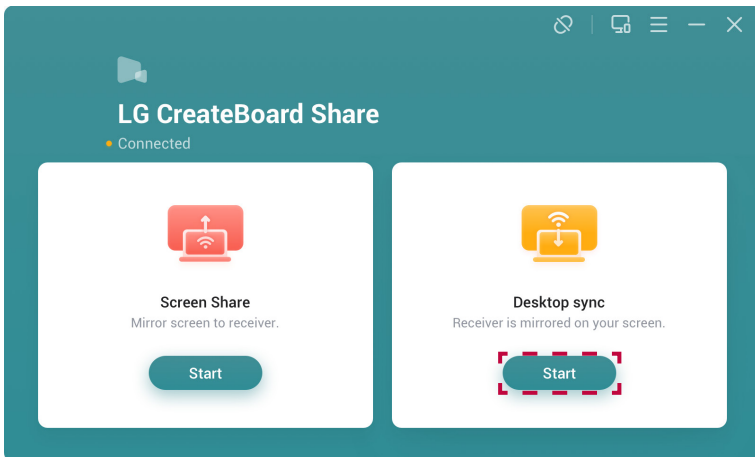 LG CreateBoard Share
Connected
Screen Share
Mirror screen to receiver.
Start
Desktop sync
Receiver is mirrored on your screen.
Start